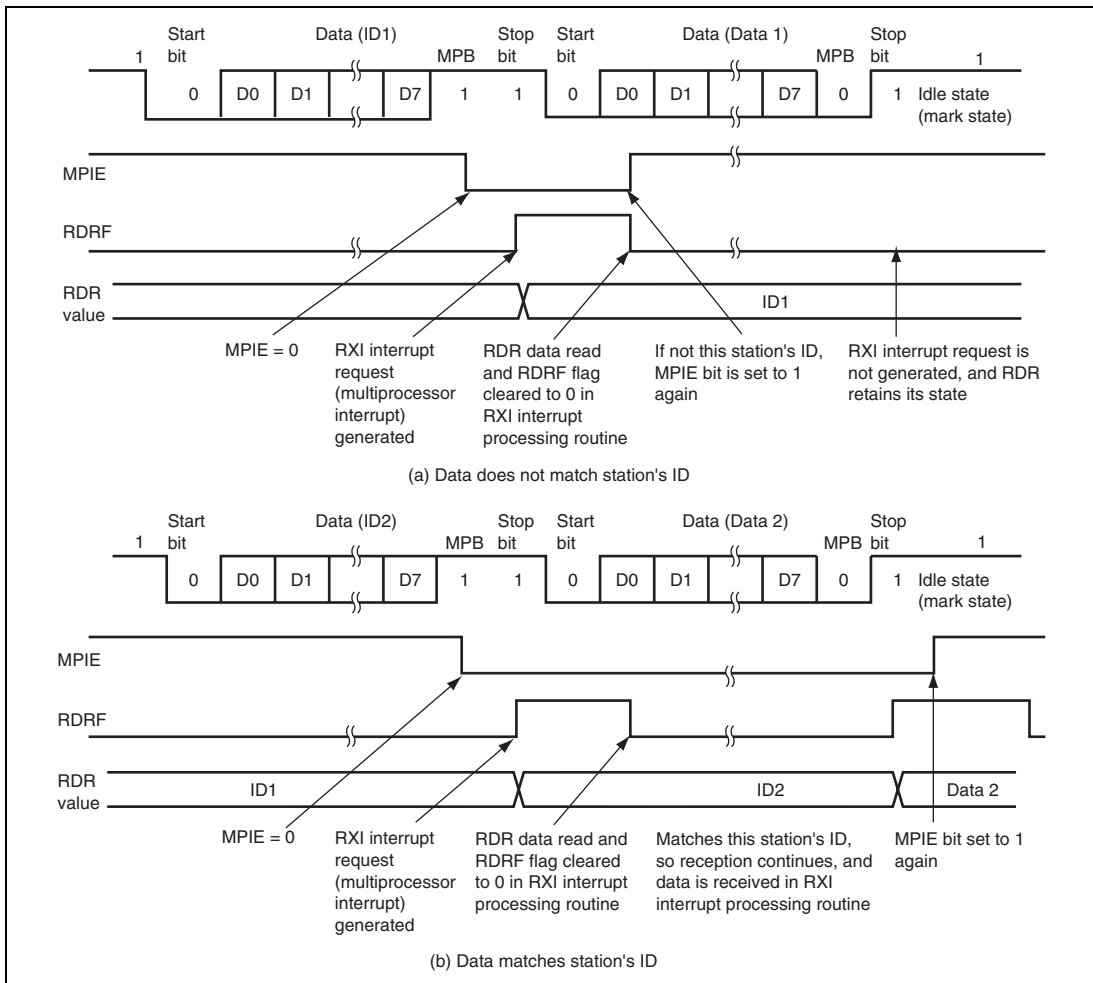 Start bit Data (ID1) MPB Stop bit Start bit Data (Data 1) MPB Stop bit
1 1
0 D0 D1 D7 1 1 0 D0 D1 D7 0 1 Idle state (mark state)
MPIE
RDRF
RDR value
ID1
MPIE = 0
RXI interrupt
request
(multiprocessor
interrupt)
generated
RDR data read
and RDRF flag
cleared to 0 in
RXI interrupt
processing routine
If not this station's ID,
MPIE bit is set to 1
again
RXI interrupt request is
not generated, and RDR
retains its state
(a) Data does not match station's ID
Start bit Data (ID2) MPB Stop bit Start bit Data (Data 2) MPB Stop bit
1 1
0 D0 D1 D7 1 1 0 D0 D1 D7 0 1 Idle state (mark state)
MPIE
RDRF
RDR value
ID1 ID2 Data 2
MPIE = 0
RXI interrupt
request
(multiprocessor
interrupt)
generated
RDR data read and
RDRF flag cleared
to 0 in RXI interrupt
processing routine
Matches this station's ID,
so reception continues, and
data is received in RXI
interrupt processing routine
MPIE bit set to 1
again
(b) Data matches station's ID